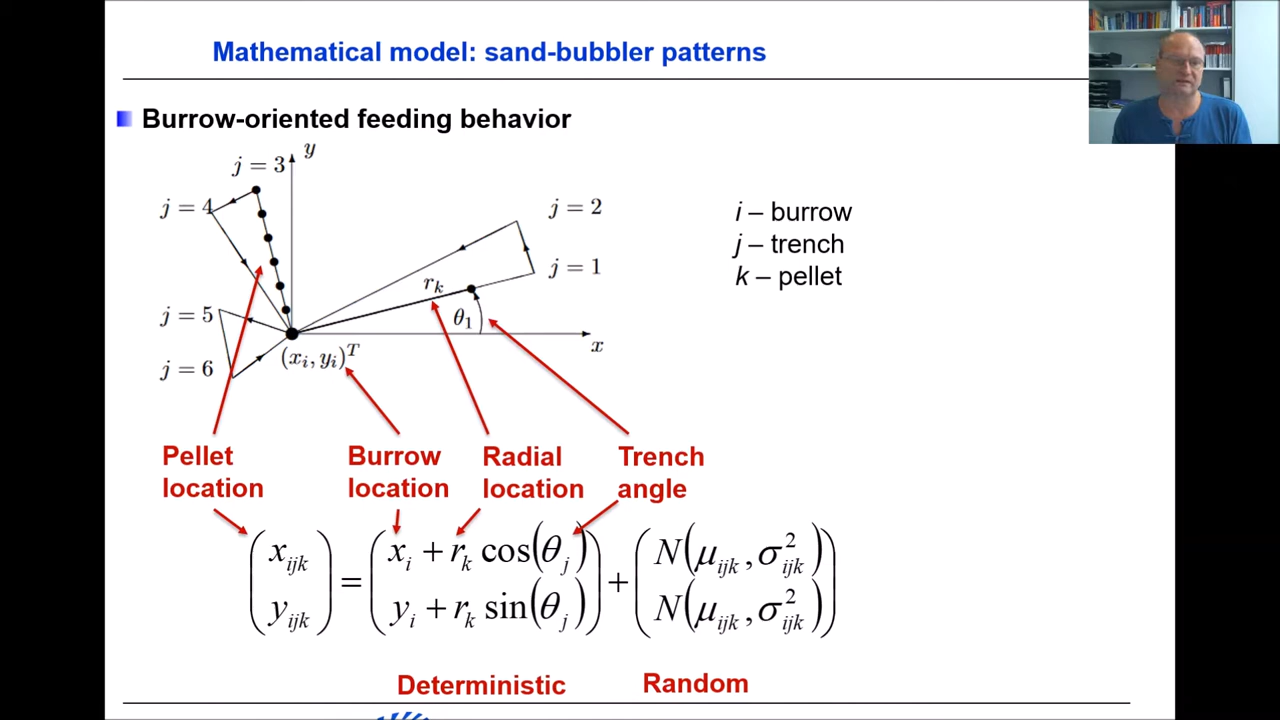 Mathematical model: sand-bubbler patterns
Burrow-oriented feeding behavior
y
j = 3
j = 4
j = 2
j = 1
r_k
θ_1
j = 5
j = 6
(x_i, y_i)^T
x
i – burrow
j – trench
k – pellet
Pellet location
Burrow location
Radial location
Trench angle
x_ijk = x_i + r_k cos(θ_j) + N(μ_ijk, σ²_ijk)
y_ijk = y_i + r_k sin(θ_j) + N(μ_ijk, σ²_ijk)
Deterministic
Random